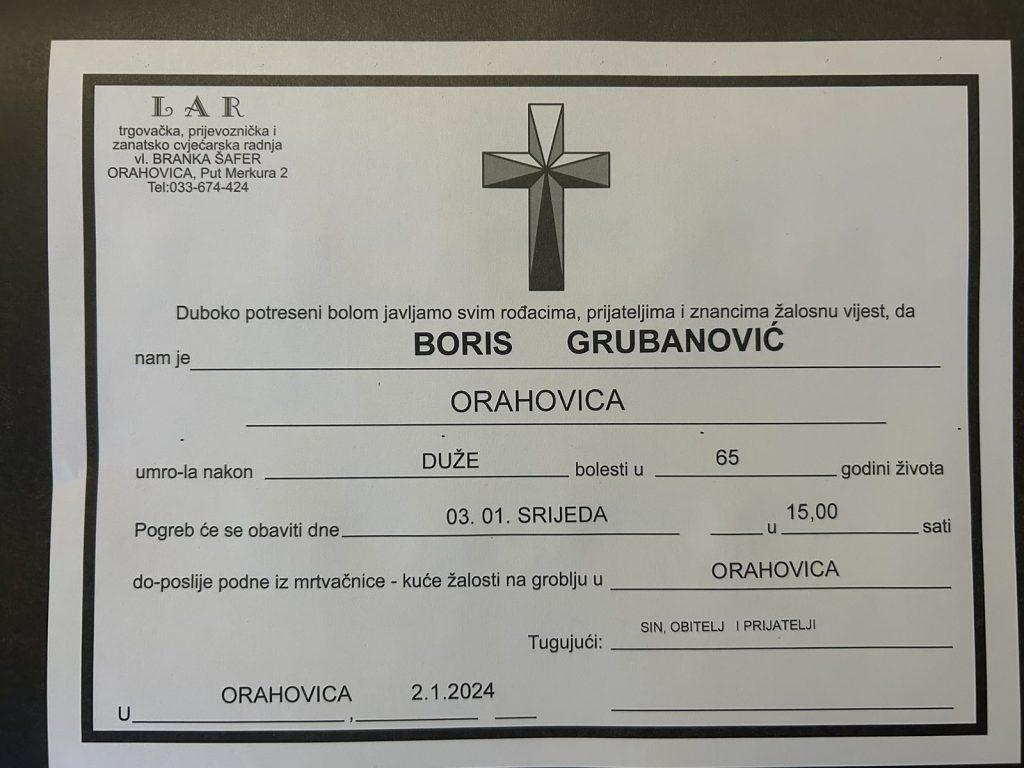 LAR
trgovačka, prijevoznička i
zanatsko cvjećarska radnja
vl. BRANKA ŠAFER
ORAHOVICA, Put Merkura 2
Tel:033-674-424
Duboko potreseni bolom javljamo svim rođacima, prijateljima i znancima žalosnu vijest, da
nam je BORIS GRUBANOVIĆ
ORAHOVICA
umro-la nakon DUŽE bolesti u 65 godini života
Pogreb će se obaviti dne 03. 01. SRIJEDA u 15,00 sati
do-poslije podne iz mrtvačnice - kuće žalosti na groblju u ORAHOVICA
Tugujući: SIN, OBITELJ I PRIJATELJI
U ORAHOVICA , 2.1.2024